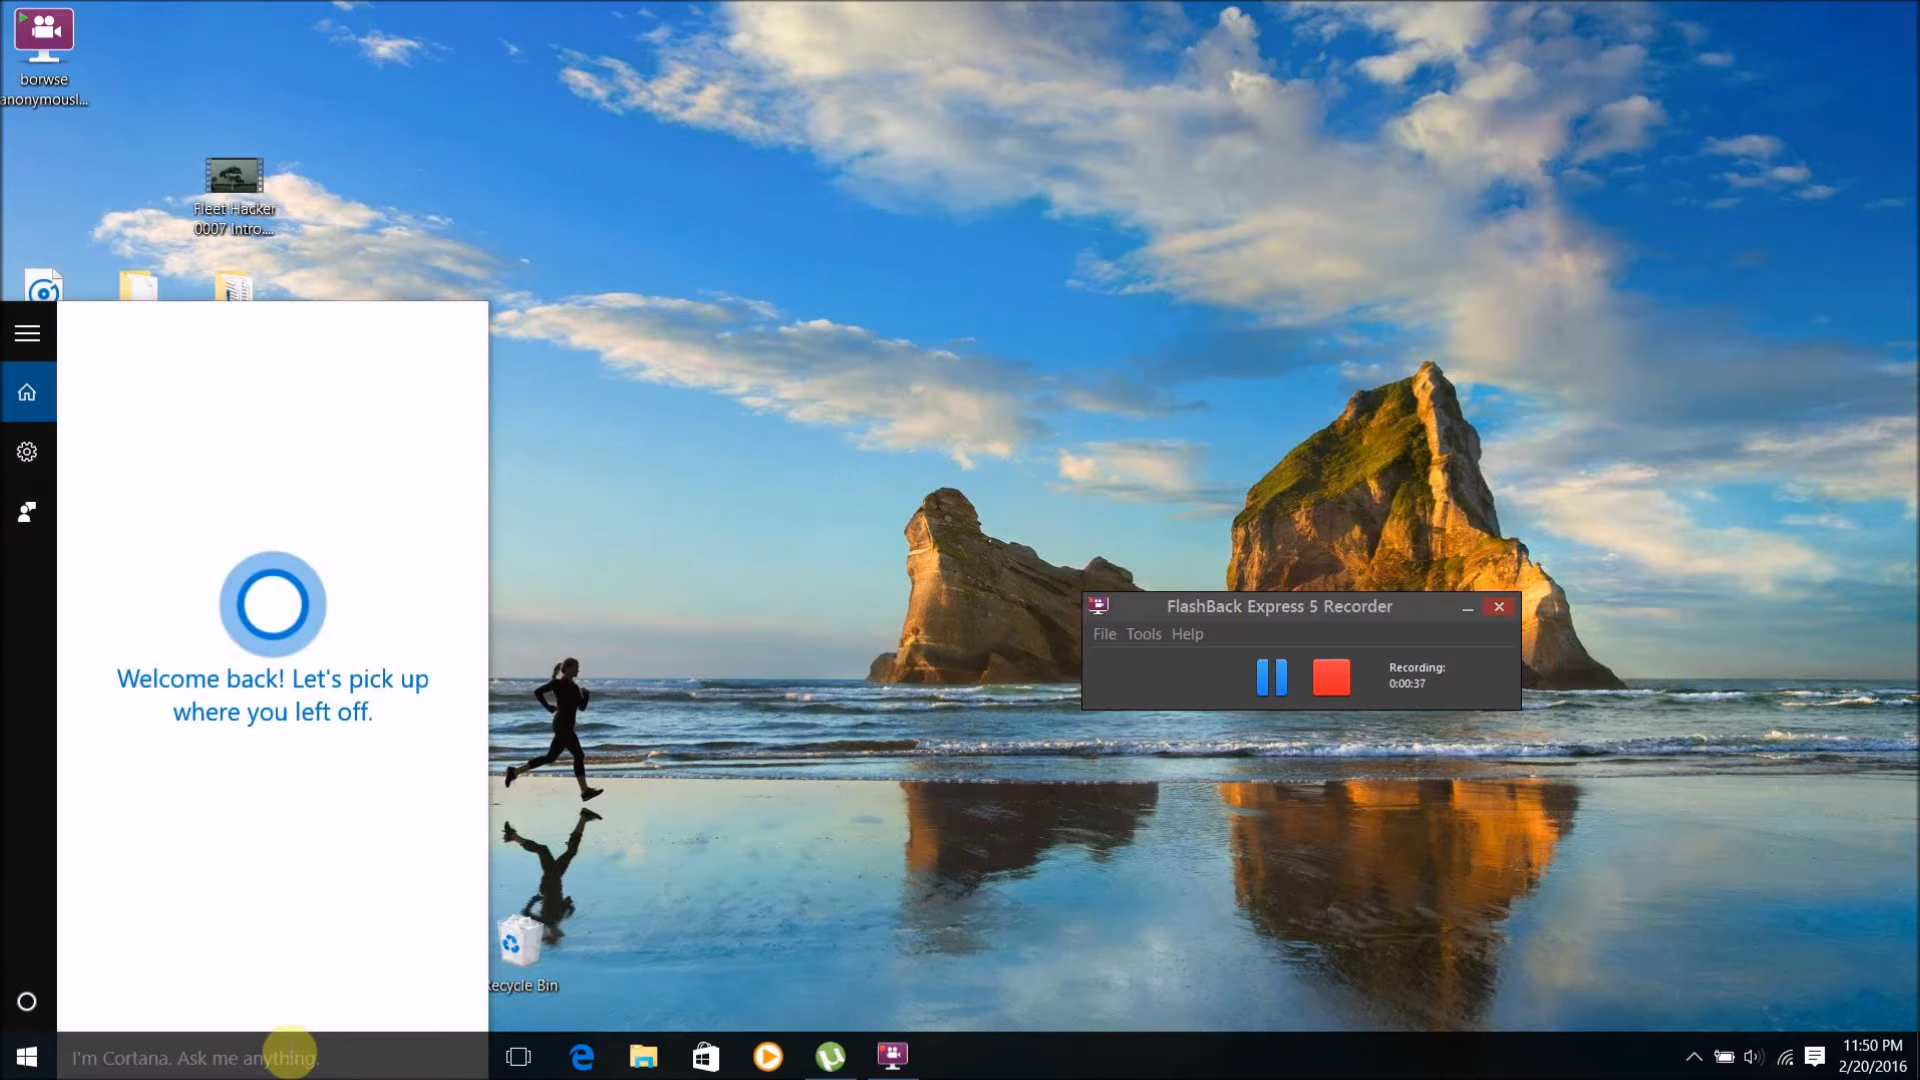 borwse
anonymousl...
Fleet Hacker
0007 Intro....
Welcome back! Let's pick up
where you left off.
FlashBack Express 5 Recorder
File Tools Help
Recording:
0:00:37
Recycle Bin
I'm Cortana. Ask me anything.
11:50 PM
2/20/2016